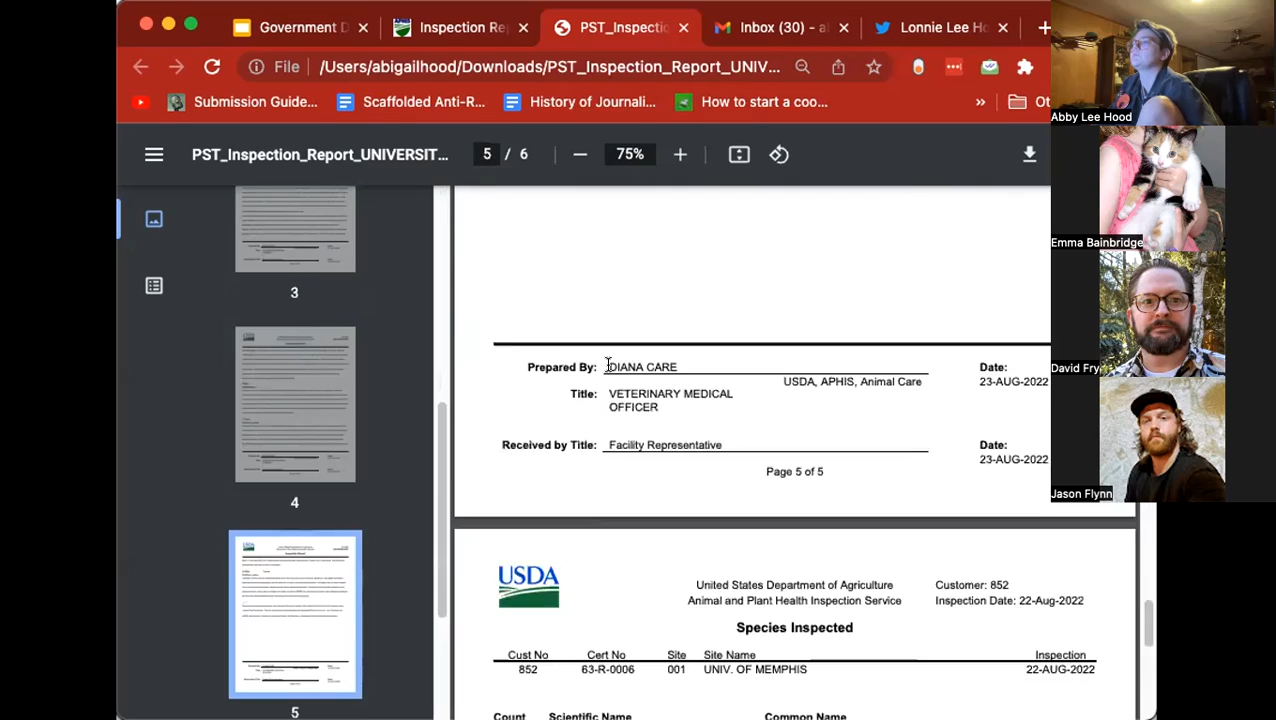 Government D
Inspection Re
PST_Inspectio
Inbox (30) - al
Lonnie Lee Ho
File
/Users/abigailhood/Downloads/PST_Inspection_Report_UNIV...
Submission Guide...
Scaffolded Anti-R...
History of Journali...
How to start a coo...
»
Ot
PST_Inspection_Report_UNIVERSIT...
5 / 6
75%
3
4
5
Prepared By: DIANA CARE
USDA, APHIS, Animal Care
Date:
23-AUG-2022
Title: VETERINARY MEDICAL
OFFICER
Received by Title: Facility Representative
Date:
23-AUG-2022
Page 5 of 5
USDA
United States Department of Agriculture
Animal and Plant Health Inspection Service
Customer: 852
Inspection Date: 22-Aug-2022
Species Inspected
Cust No Cert No Site Site Name Inspection
852 63-R-0006 001 UNIV. OF MEMPHIS 22-AUG-2022
Count Scientific Name Common Name
Abby Lee Hood
Emma Bainbridge
David Fry
Jason Flynn